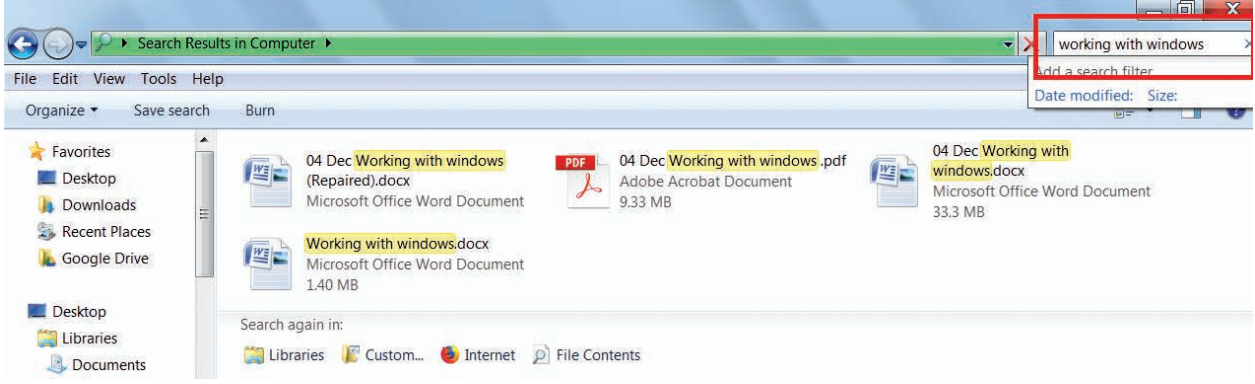 Search Results in Computer
working with windows
File Edit View Tools Help
Add a search filter
Date modified: Size:
Organize Save search Burn
Favorites
Desktop
Downloads
Recent Places
Google Drive
Desktop
Libraries
Documents
04 Dec Working with windows
(Repaired).docx
Microsoft Office Word Document
PDF
04 Dec Working with windows .pdf
Adobe Acrobat Document
9.33 MB
04 Dec Working with
windows.docx
Microsoft Office Word Document
33.3 MB
Working with windows.docx
Microsoft Office Word Document
1.40 MB
Search again in:
Libraries Custom... Internet File Contents